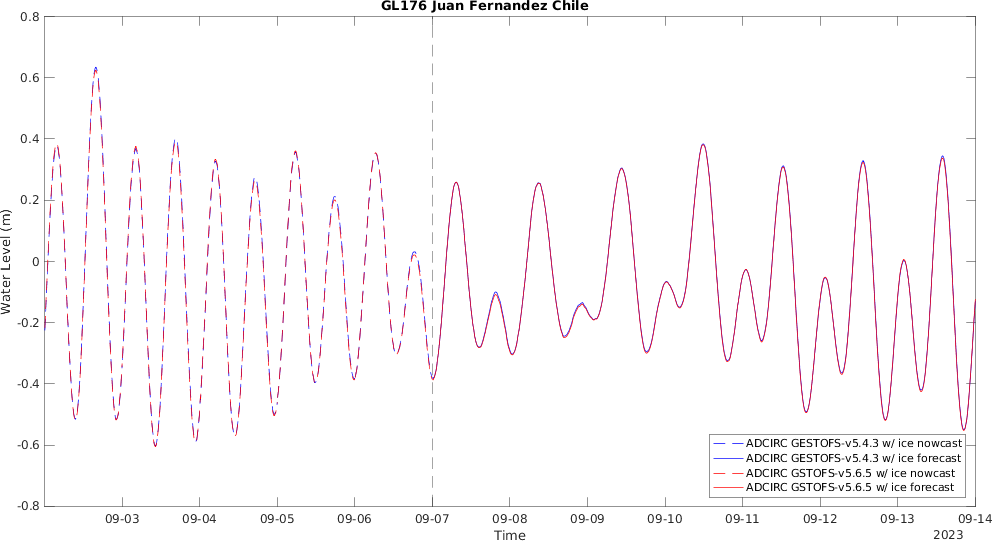 GL176 Juan Fernandez Chile
0.8
0.6
0.4
0.2
0
-0.2
-0.4
-0.6
-0.8
Water Level (m)
09-03 09-04 09-05 09-06 09-07 09-08 09-09 09-10 09-11 09-12 09-13 09-14
Time
2023
ADCIRC GESTOFS-v5.4.3 w/ ice nowcast
ADCIRC GESTOFS-v5.4.3 w/ ice forecast
ADCIRC GSTOFS-v5.6.5 w/ ice nowcast
ADCIRC GSTOFS-v5.6.5 w/ ice forecast